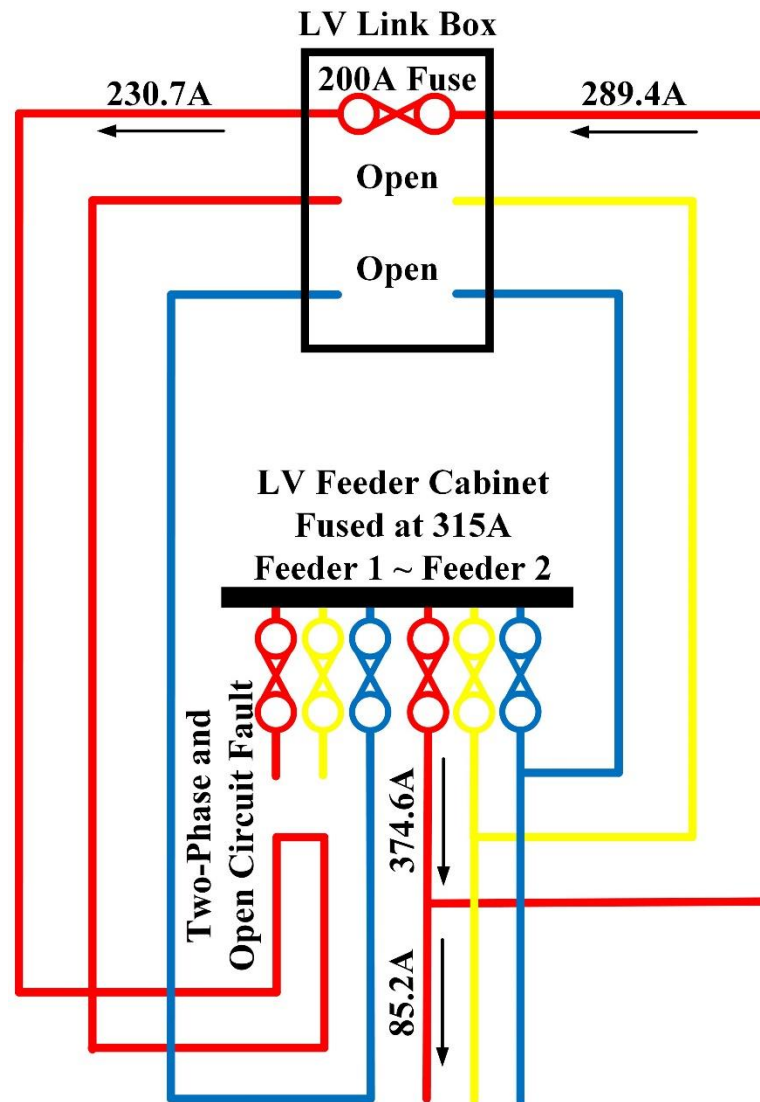 LV Link Box
200A Fuse
230.7A
289.4A
Open
Open
LV Feeder Cabinet
Fused at 315A
Feeder 1 ~ Feeder 2
Two-Phase and
Open Circuit Fault
374.6A
85.2A